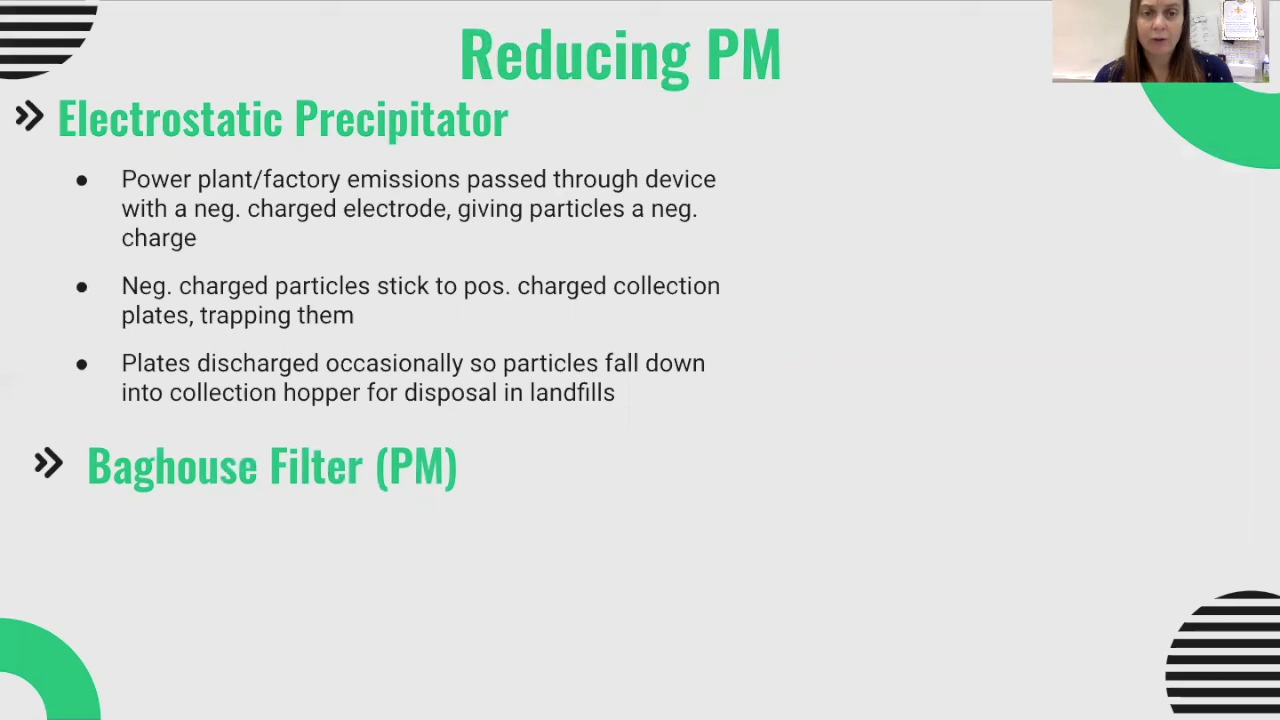 Reducing PM
Electrostatic Precipitator
● Power plant/factory emissions passed through device
with a neg. charged electrode, giving particles a neg.
charge
● Neg. charged particles stick to pos. charged collection
plates, trapping them
● Plates discharged occasionally so particles fall down
into collection hopper for disposal in landfills
Baghouse Filter (PM)